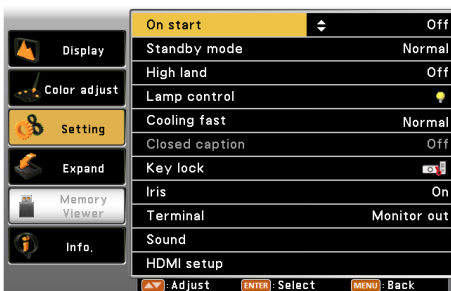 Display
Color adjust
Setting
Expand
Memory
Viewer
Info.
On start Off
Standby mode Normal
High land Off
Lamp control
Cooling fast Normal
Closed caption Off
Key lock
Iris On
Terminal Monitor out
Sound
HDMI setup
▲▼:Adjust ENTER:Select MENU:Back